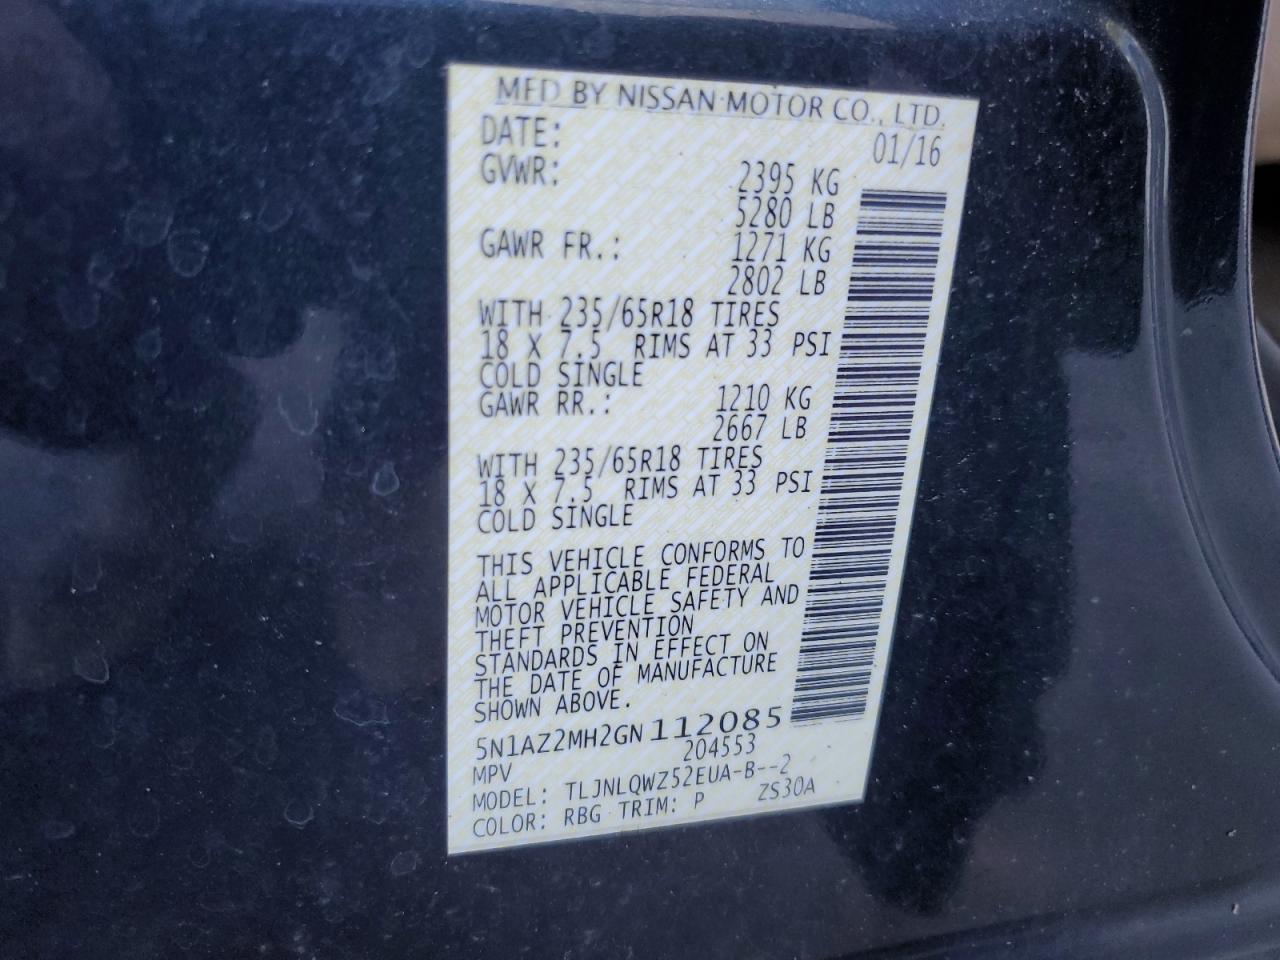 MFD BY NISSAN MOTOR CO., LTD.
DATE: 01/16
GVWR: 2395 KG
5280 LB
GAWR FR.: 1271 KG
2802 LB
WITH 235/65R18 TIRES
18 X 7.5 RIMS AT 33 PSI
COLD SINGLE
GAWR RR.: 1210 KG
2667 LB
WITH 235/65R18 TIRES
18 X 7.5 RIMS AT 33 PSI
COLD SINGLE
THIS VEHICLE CONFORMS TO
ALL APPLICABLE FEDERAL
MOTOR VEHICLE SAFETY AND
THEFT PREVENTION
STANDARDS IN EFFECT ON
THE DATE OF MANUFACTURE
SHOWN ABOVE.
5N1AZ2MH2GN112085
MPV 204553
MODEL: TLJNLQWZ52EUA-B--2
COLOR: RBG TRIM: P ZS30A